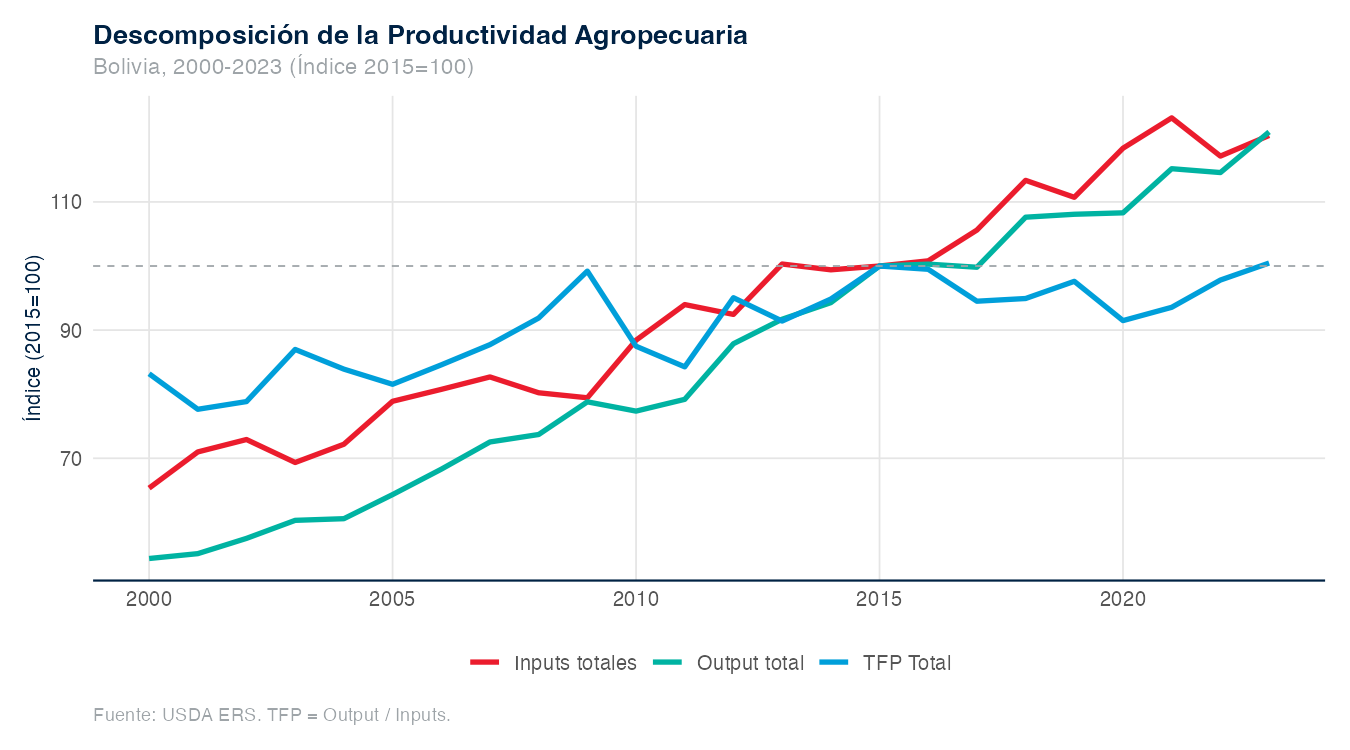 Descomposición de la Productividad Agropecuaria
Bolivia, 2000-2023 (Índice 2015=100)
Índice (2015=100)
110
90
70
2000 2005 2010 2015 2020
Inputs totales Output total TFP Total
Fuente: USDA ERS. TFP = Output / Inputs.